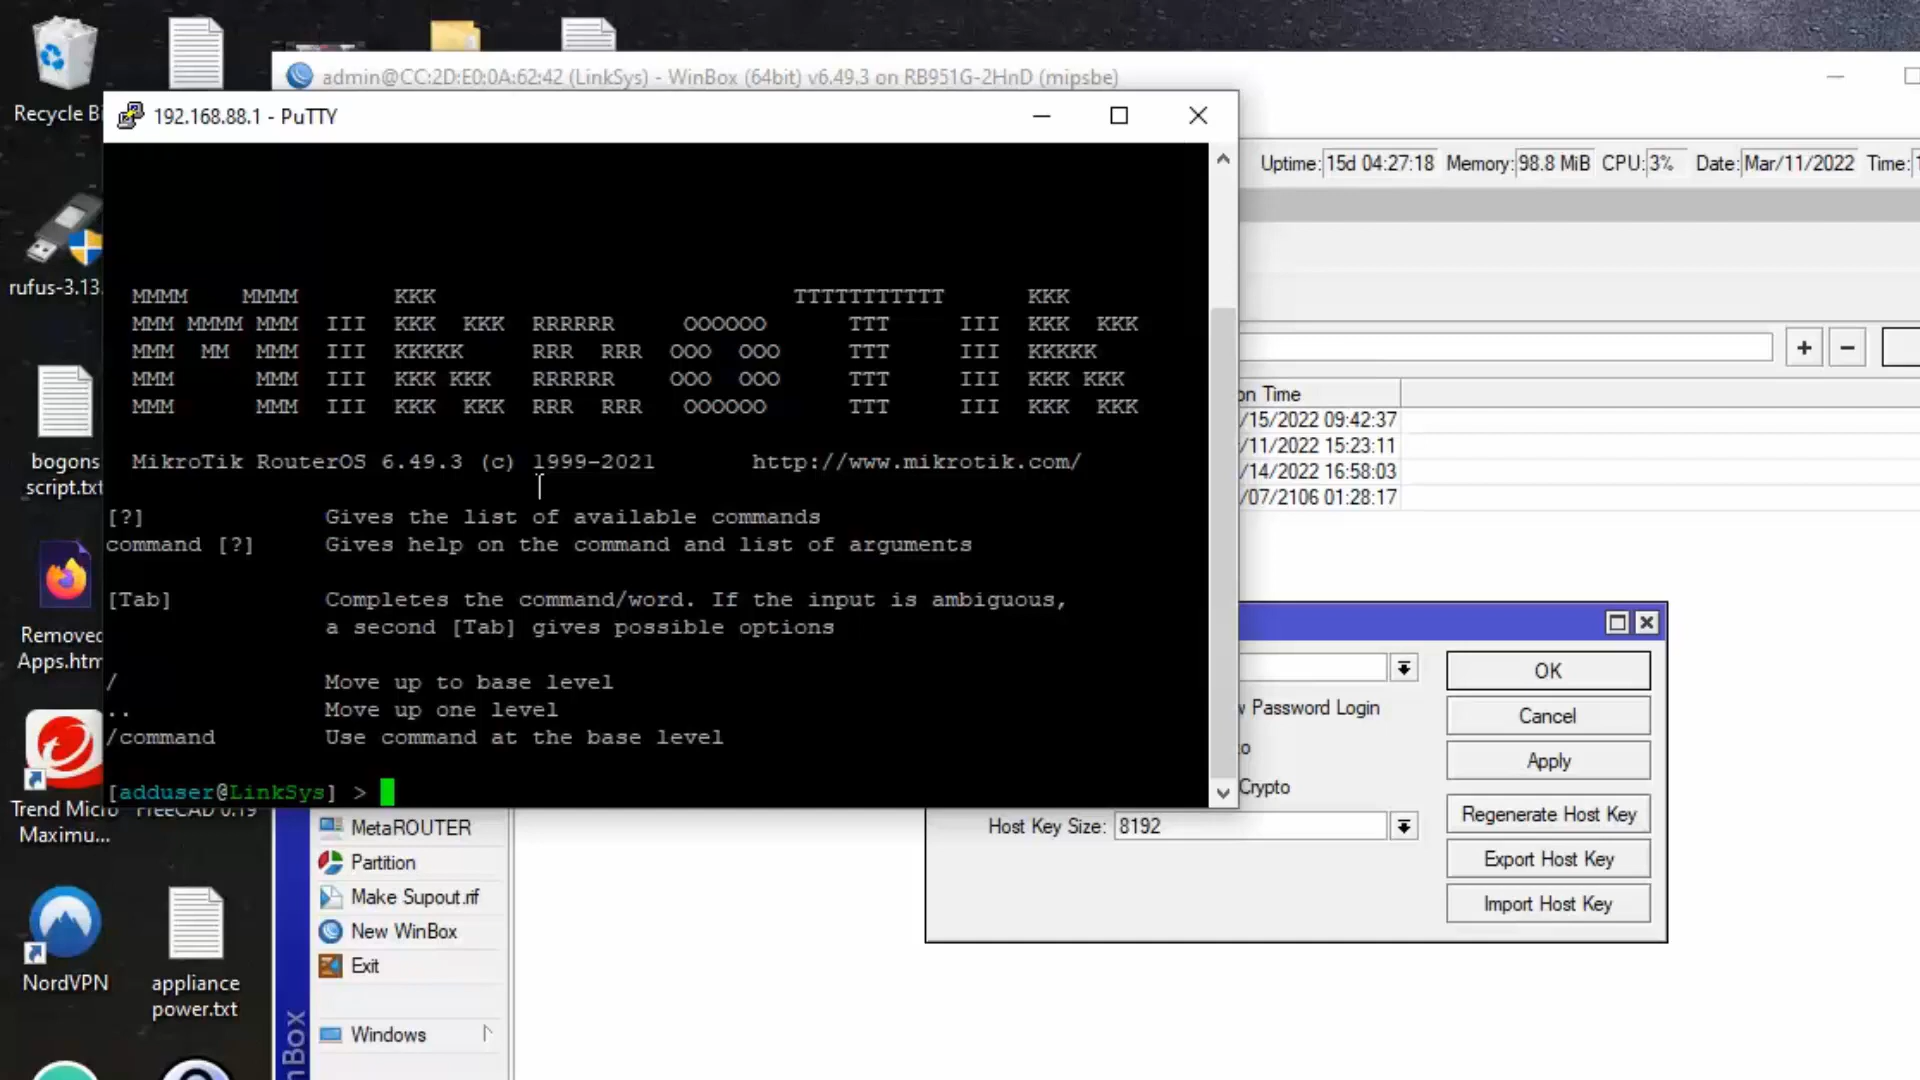 Recycle Bi
rufus-3.13.
bogons
script.txt
Removed
Apps.htm
Trend Micro
Maximu...
FreeCAD 0.19
NordVPN
appliance
power.txt
admin@CC:2D:E0:0A:62:42 (LinkSys) - WinBox (64bit) v6.49.3 on RB951G-2HnD (mipsbe)
192.168.88.1 - PuTTY
Uptime: 15d 04:27:18 Memory: 98.8 MiB CPU: 3% Date: Mar/11/2022 Time:
MMMM    MMMM       KKK                          TTTTTTTTTTT      KKK
MMM MMMM MMM  III  KKK  KKK  RRRRRR     OOOOOO      TTT     III  KKK  KKK
MMM  MM  MMM  III  KKKKK     RRR  RRR  OOO  OOO     TTT     III  KKKKK
MMM      MMM  III  KKK KKK   RRRRRR    OOO  OOO     TTT     III  KKK KKK
MMM      MMM  III  KKK  KKK  RRR  RRR   OOOOOO      TTT     III  KKK  KKK
MikroTik RouterOS 6.49.3 (c) 1999-2021       http://www.mikrotik.com/
[?]             Gives the list of available commands
command [?]     Gives help on the command and list of arguments
[Tab]           Completes the command/word. If the input is ambiguous,
a second [Tab] gives possible options
/               Move up to base level
..              Move up one level
/command        Use command at the base level
[adduser@LinkSys] >
+ -
on Time
/15/2022 09:42:37
/11/2022 15:23:11
/14/2022 16:58:03
/07/2106 01:28:17
OK
w Password Login
Cancel
Apply
Crypto
Regenerate Host Key
Host Key Size: 8192
Export Host Key
Import Host Key
MetaROUTER
Partition
Make Supout.rif
New WinBox
Exit
Windows
nBox